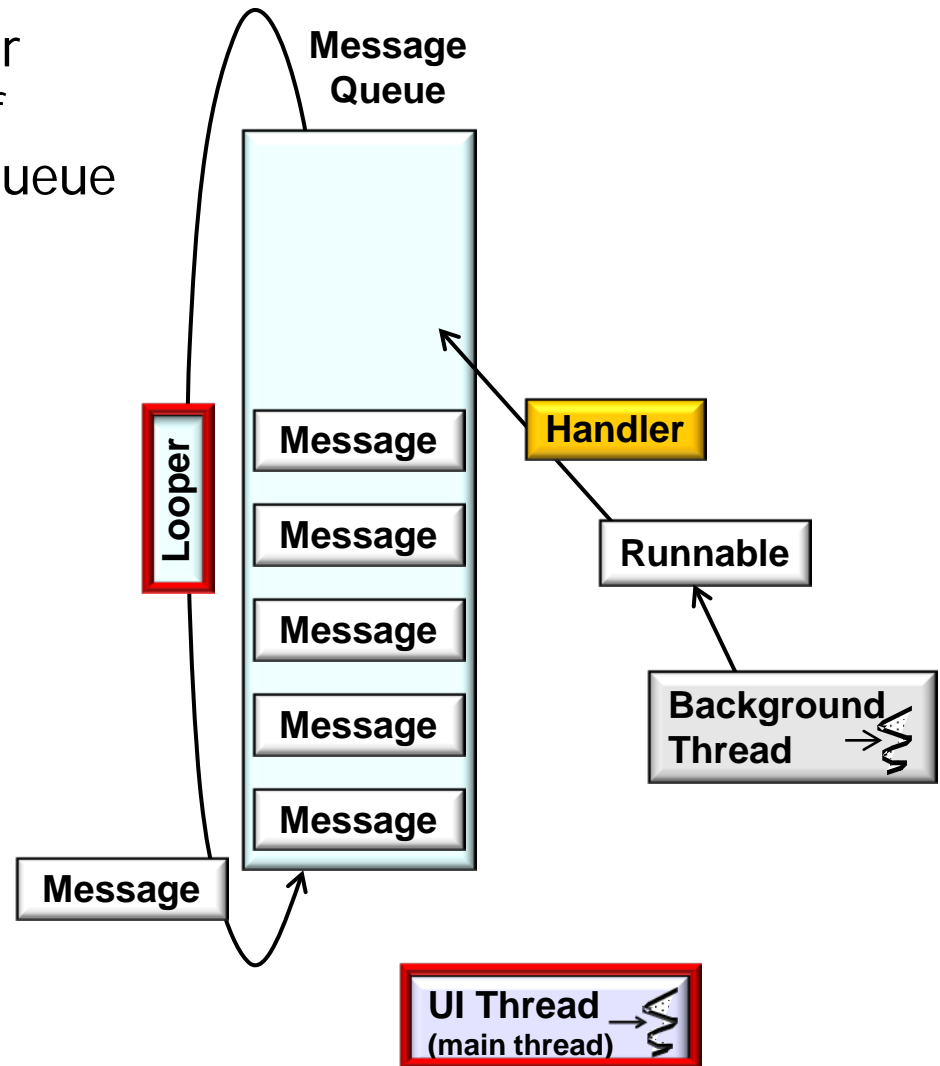 r
f
ueue
Message
Queue
Looper
Message
Handler
Message
Runnable
Message
Message
Background
Thread
Message
Message
UI Thread
(main thread)